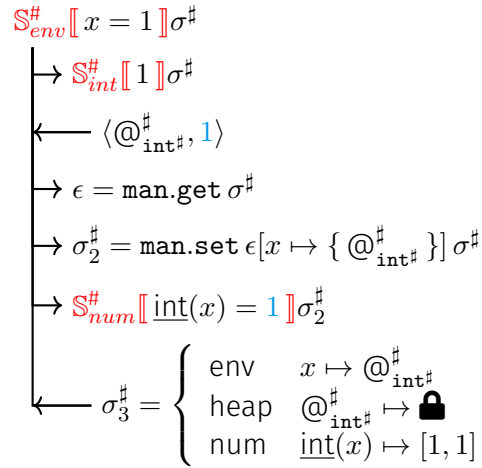 𝕊#env⟦ x = 1 ⟧σ♯
→ 𝕊#int⟦ 1 ⟧σ♯
← ⟨@♯int♯, 1⟩
→ ϵ = man.get σ♯
→ σ♯2 = man.set ϵ[x ↦ { @♯int♯ }] σ♯
→ 𝕊#num⟦ int(x) = 1 ⟧σ♯2
← σ♯3 = { env x ↦ @♯int♯
heap @♯int♯ ↦ 🔒
num int(x) ↦ [1, 1]